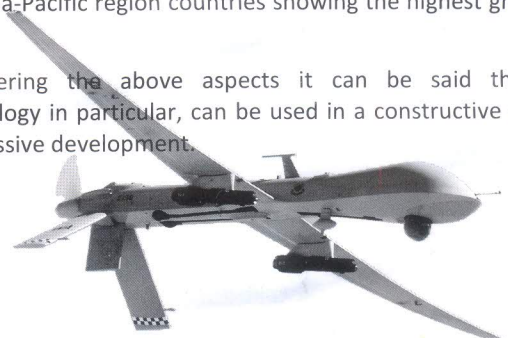 a-Pacific region countries showing the highest gr
ering the above aspects it can be said th
logy in particular, can be used in a constructive
ssive development.